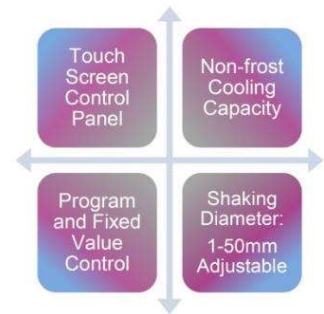 Touch
Screen
Control
Panel
Non-frost
Cooling
Capacity
Program
and Fixed
Value
Control
Shaking
Diameter:
1-50mm
Adjustable